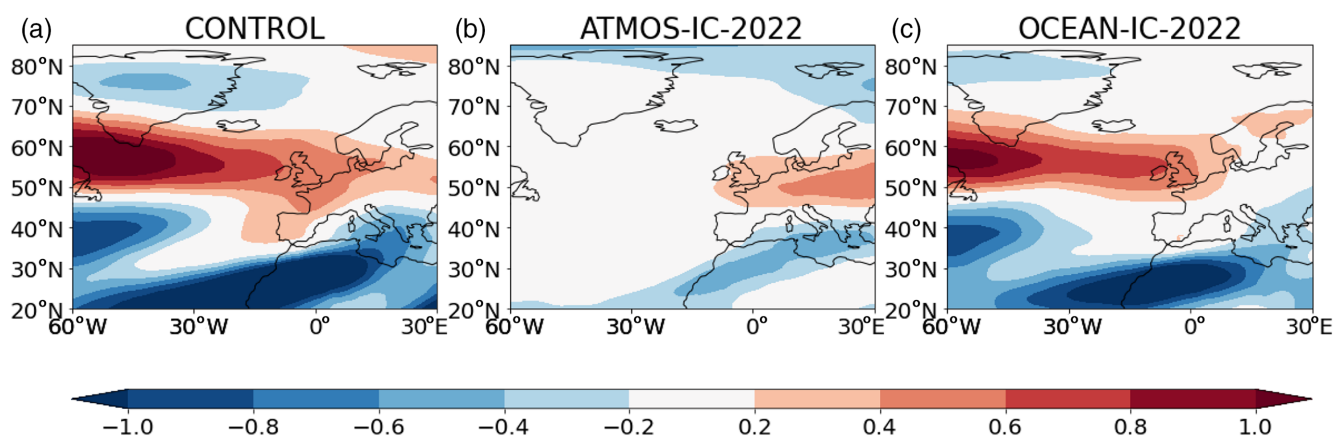 (a) CONTROL (b) ATMOS-IC-2022 (c) OCEAN-IC-2022
80°N 80°N 80°N
70°N 70°N 70°N
60°N 60°N 60°N
50°N 50°N 50°N
40°N 40°N 40°N
30°N 30°N 30°N
20°N 20°N 20°N
60°W 30°W 0° 30°E 60°W 30°W 0° 30°E 60°W 30°W 0° 30°E
−1.0 −0.8 −0.6 −0.4 −0.2 0.2 0.4 0.6 0.8 1.0